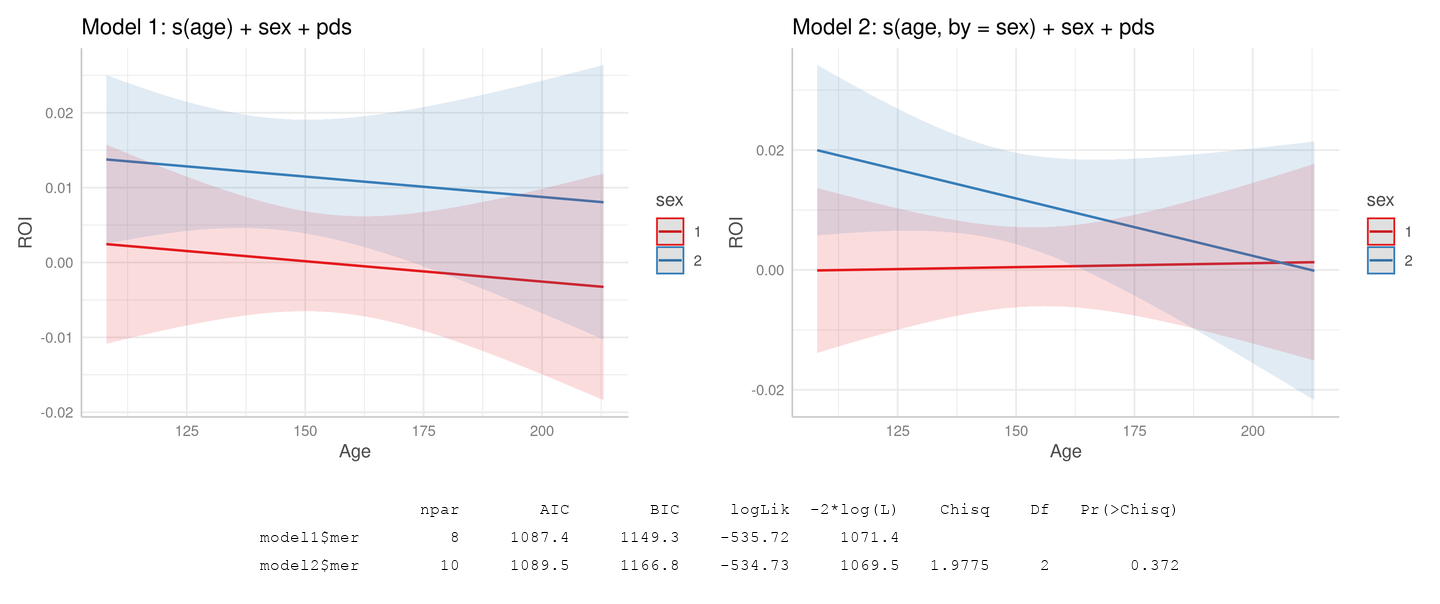 Model 1: s(age) + sex + pds
0.02
0.01
0.00
-0.01
-0.02
ROI
125 150 175 200
Age
sex
1
2
Model 2: s(age, by = sex) + sex + pds
0.02
0.00
-0.02
ROI
125 150 175 200
Age
sex
1
2
npar AIC BIC logLik -2*log(L) Chisq Df Pr(>Chisq)
model1$mer 8 1087.4 1149.3 -535.72 1071.4
model2$mer 10 1089.5 1166.8 -534.73 1069.5 1.9775 2 0.372